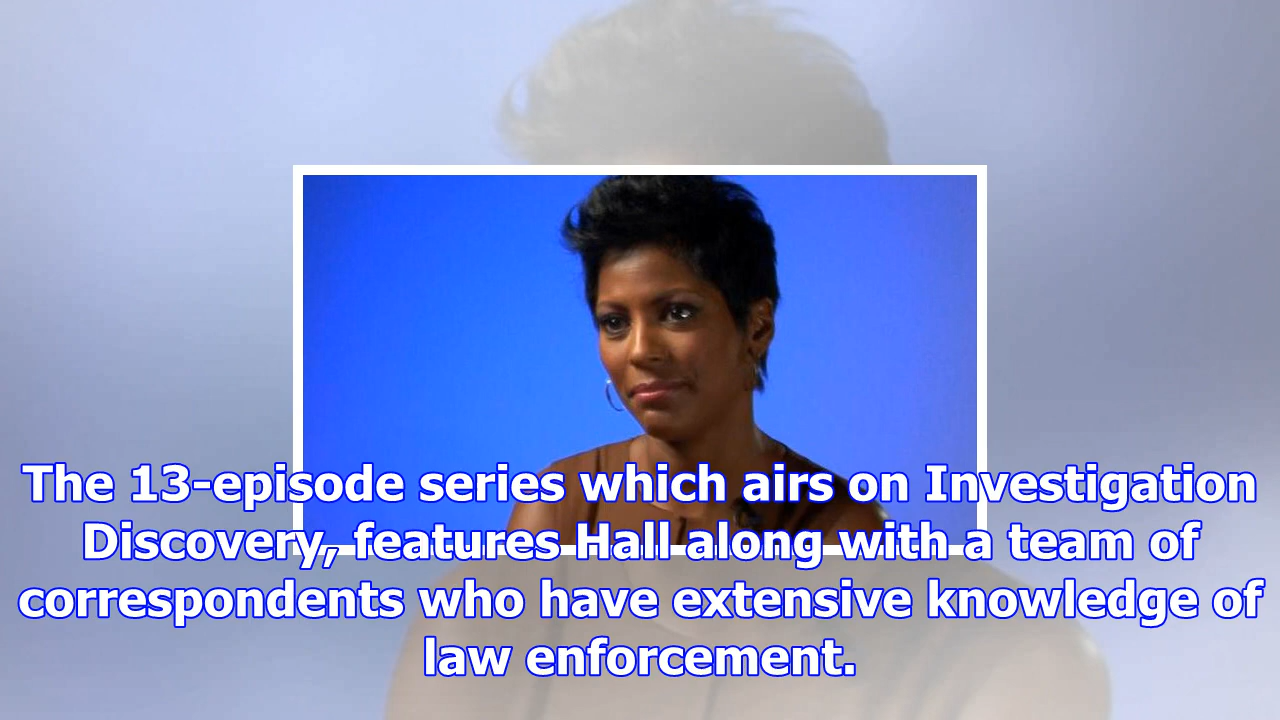 The 13-episode series which airs on Investigation
Discovery, features Hall along with a team of
correspondents who have extensive knowledge of
law enforcement.